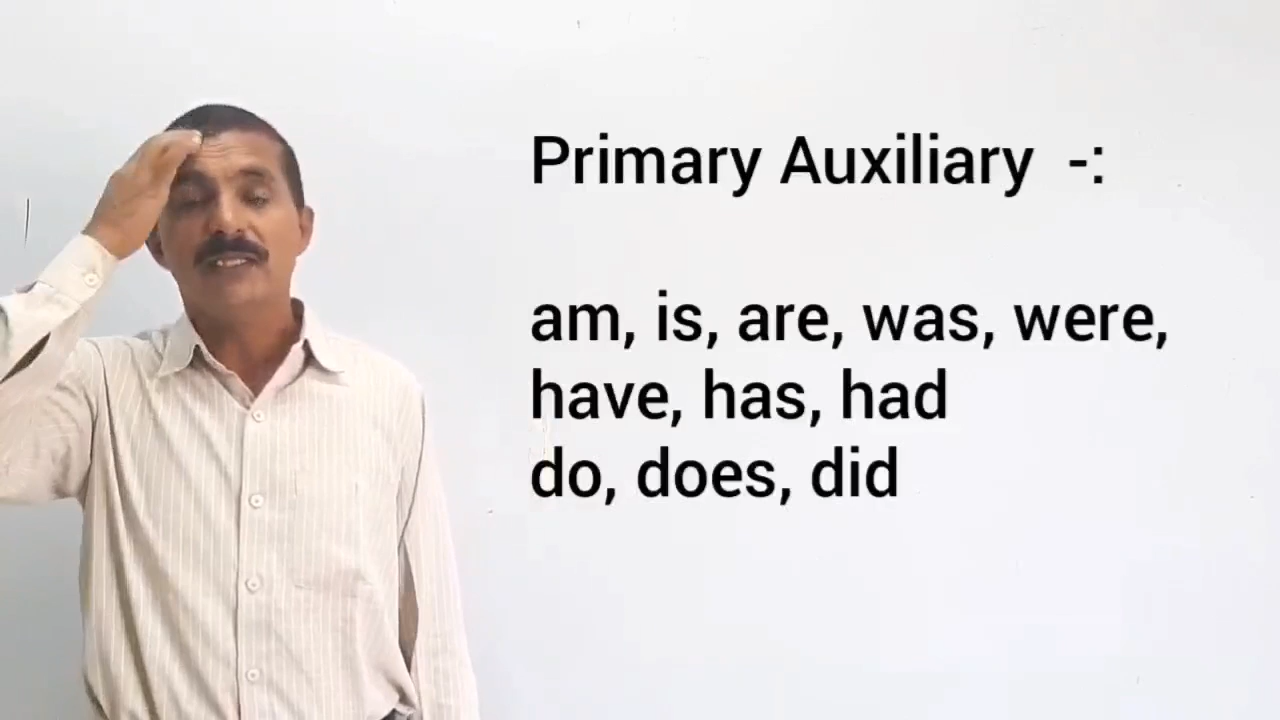 Primary Auxiliary -:
am, is, are, was, were,
have, has, had
do, does, did